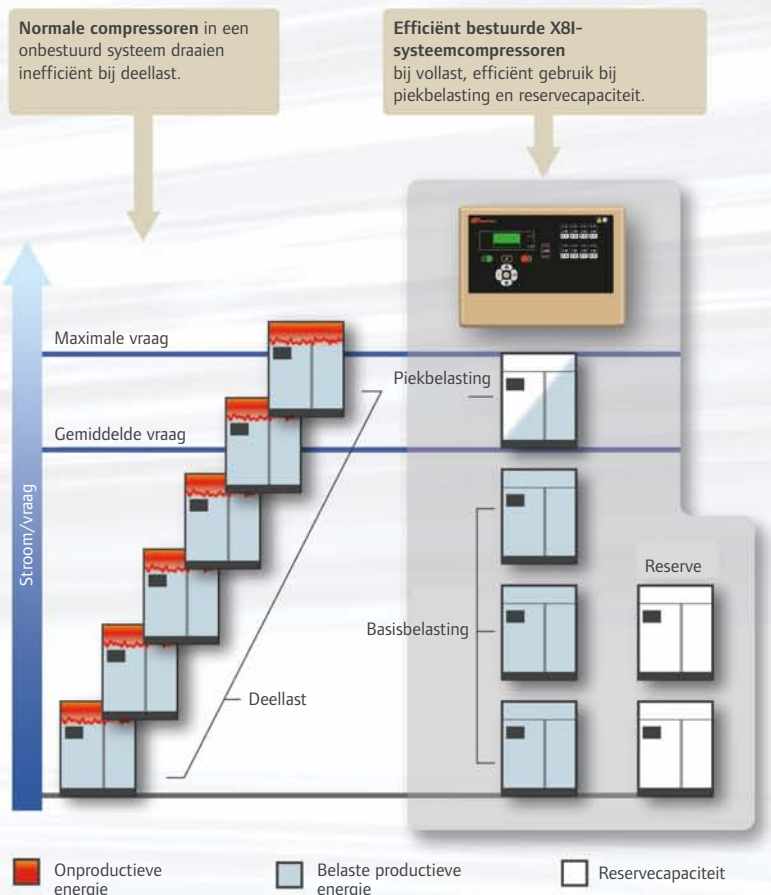 Normale compressoren in een
onbestuurd systeem draaien
inefficiënt bij deellast.
Efficiënt bestuurde X8I-
systeemcompressoren
bij vollast, efficiënt gebruik bij
piekbelasting en reservecapaciteit.
Maximale vraag
Piekbelasting
Gemiddelde vraag
Stroom/vraag
Reserve
Basisbelasting
Deellast
Onproductieve
energie
Belaste productieve
energie
Reservecapaciteit